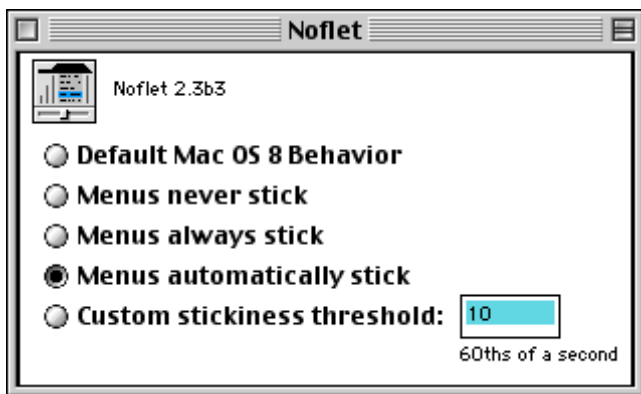 Noflet
Noflet 2.3b3
Default Mac OS 8 Behavior
Menus never stick
Menus always stick
Menus automatically stick
Custom stickiness threshold: 10
60ths of a second